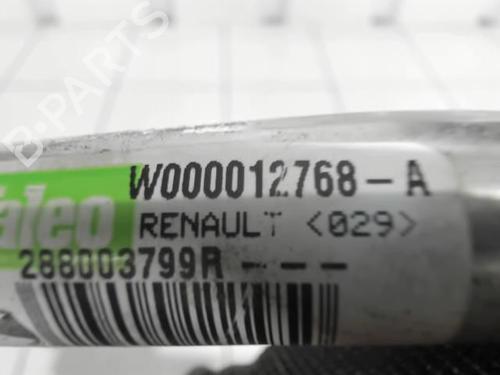 B-PARTS
W000012768-A
Valeo
RENAULT <029>
288003799R - - -